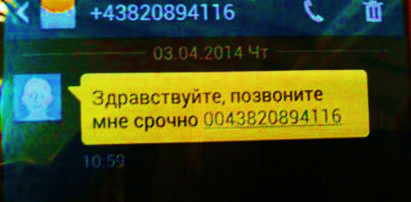 +43820894116
03.04.2014 Чт
Здравствуйте, позвоните
мне срочно 0043820894116
10:59